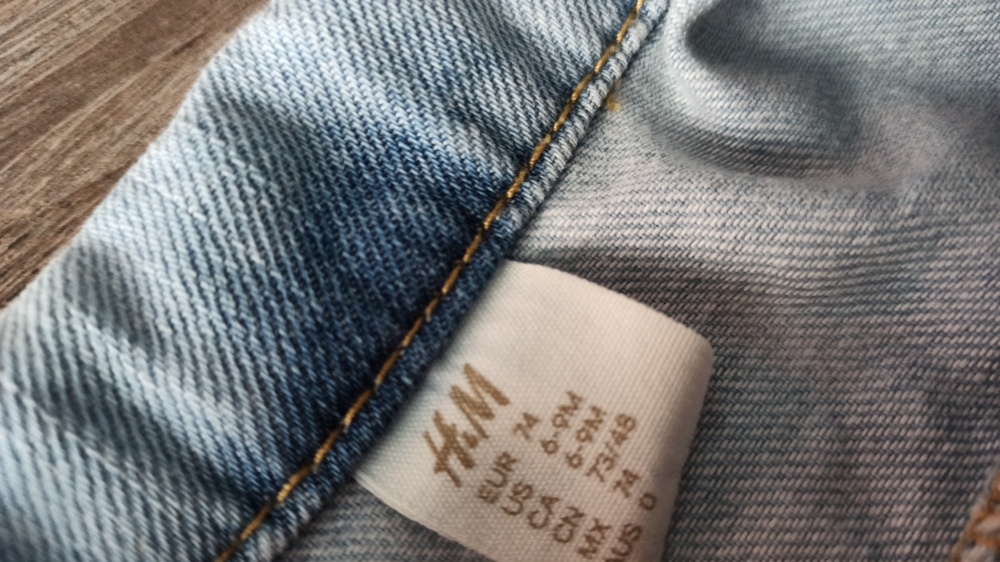 H&M
EUR 74
US 6-9M
CA 6-9M
CN 73/48
MX 74
AUS 0